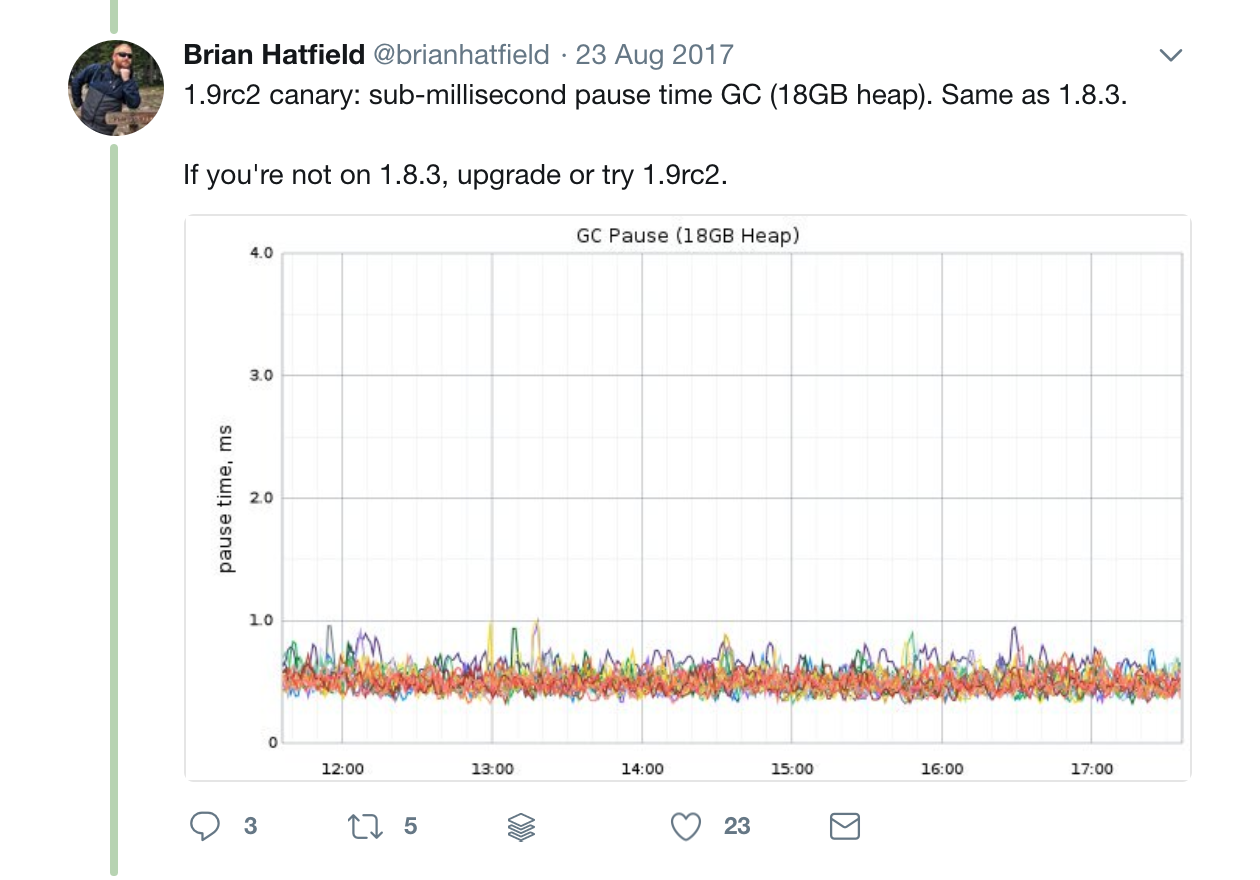 Brian Hatfield @brianhatfield · 23 Aug 2017
1.9rc2 canary: sub-millisecond pause time GC (18GB heap). Same as 1.8.3.
If you're not on 1.8.3, upgrade or try 1.9rc2.
GC Pause (18GB Heap)
4.0
3.0
2.0
1.0
0
pause time, ms
12:00 13:00 14:00 15:00 16:00 17:00
3 5 23